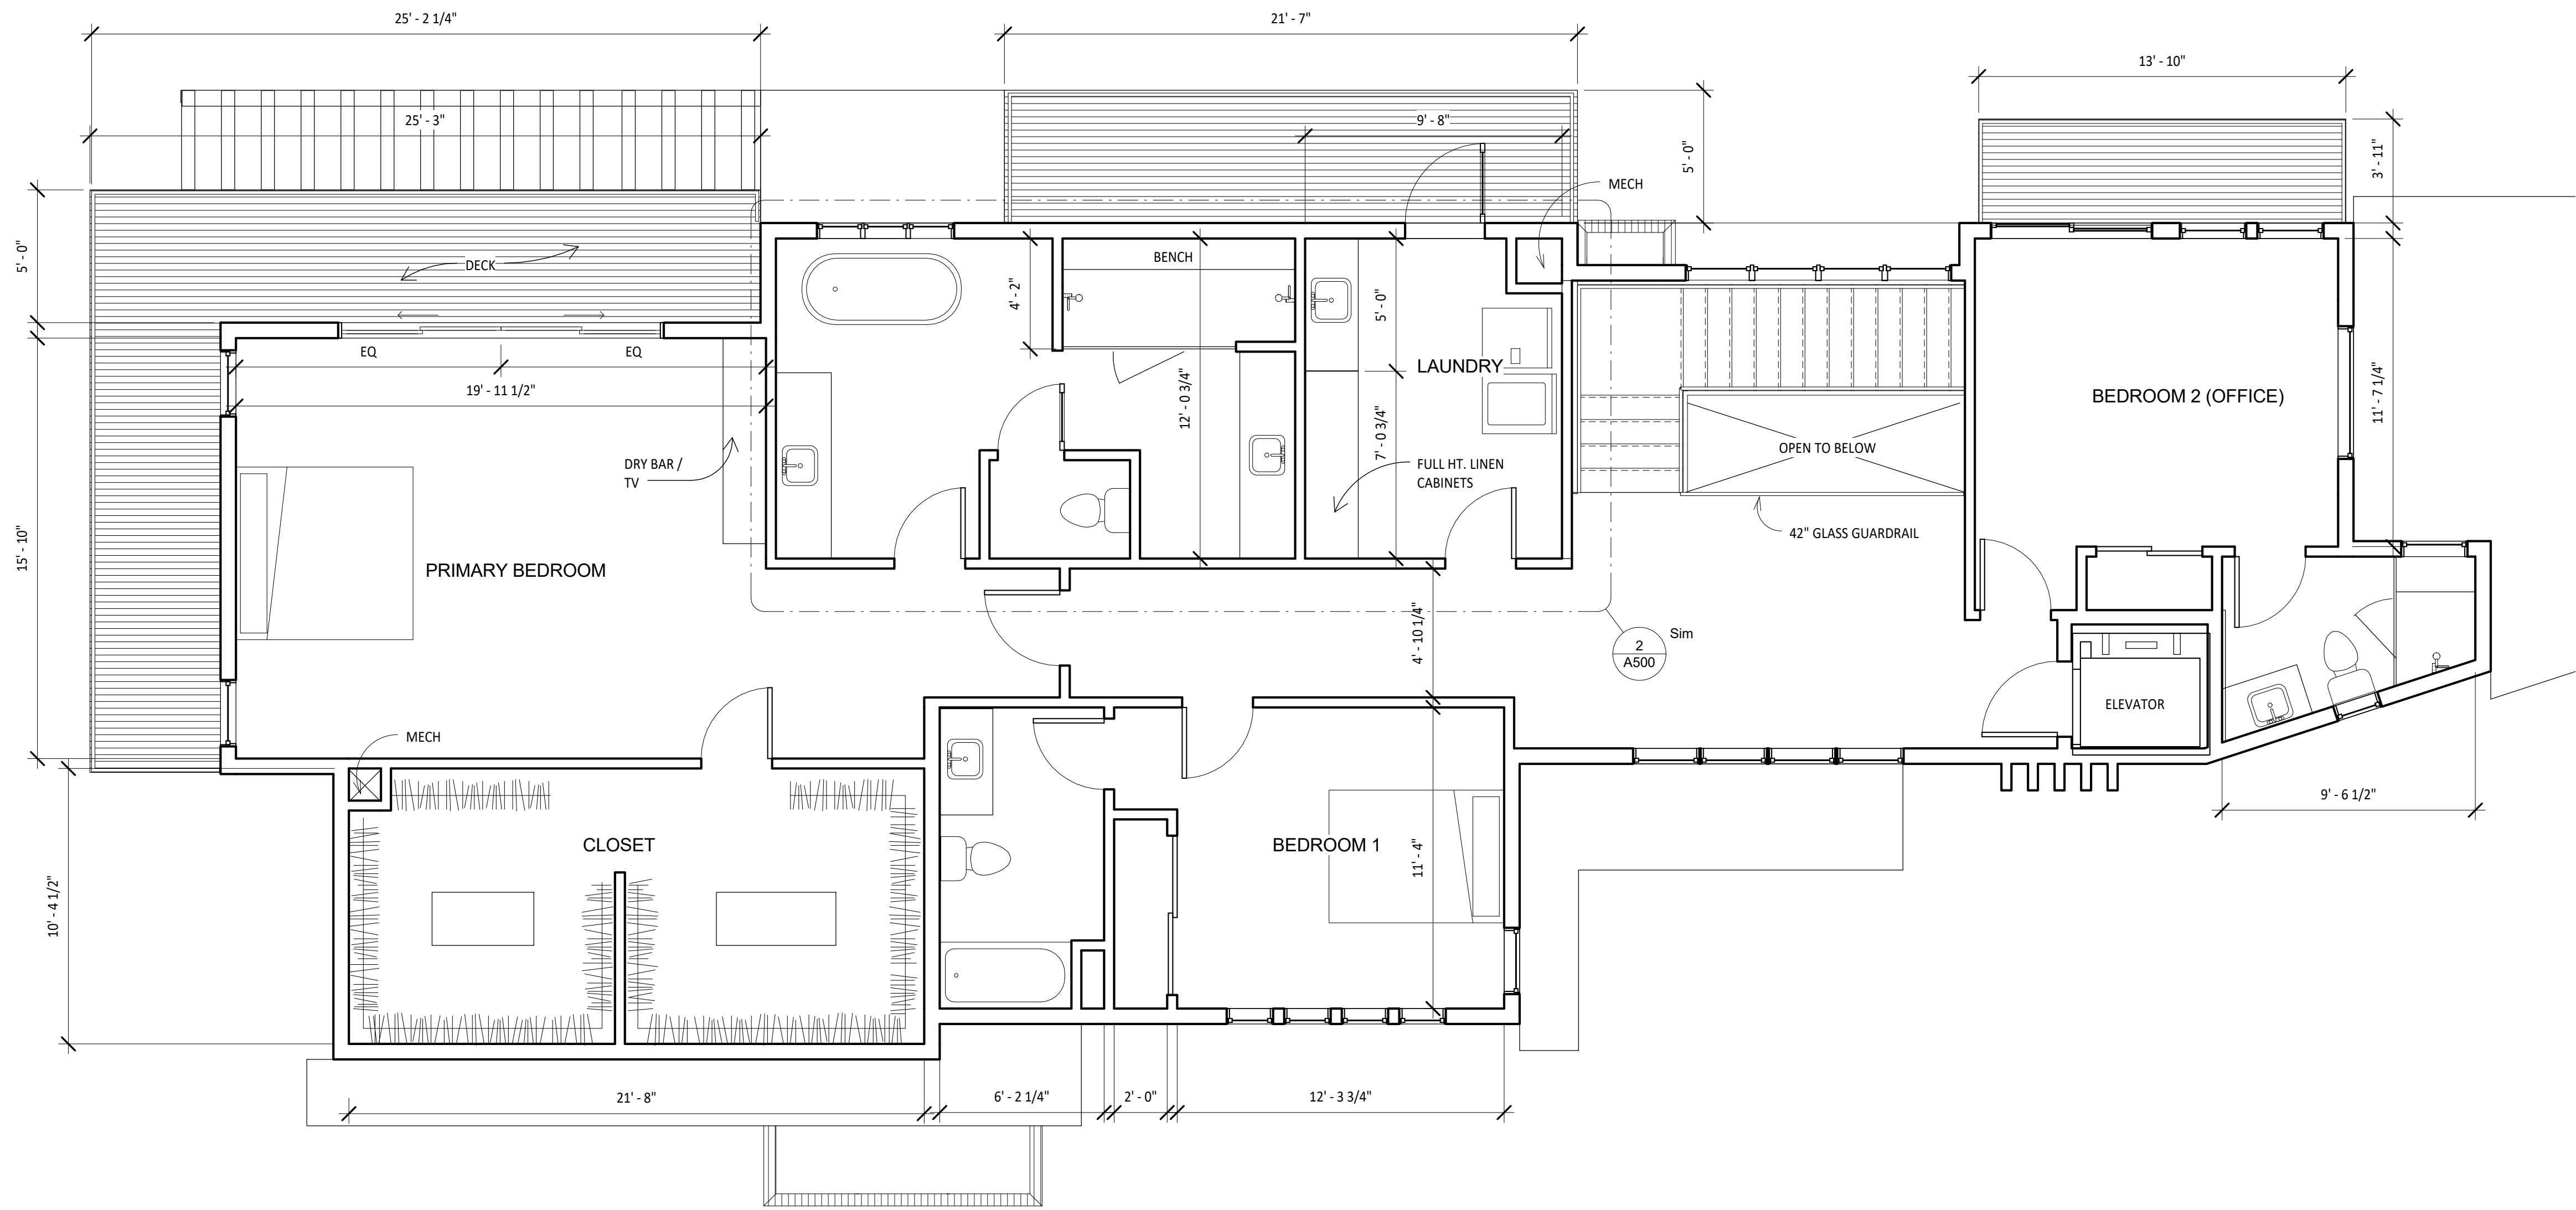 25' - 2 1/4"
21' - 7"
13' - 10"
25' - 3"
9' - 8"
5' - 0"
3' - 11"
MECH
5' - 0"
DECK
BENCH
4' - 2"
5' - 0"
EQ
EQ
19' - 11 1/2"
12' - 0 3/4"
LAUNDRY
11' - 7 1/4"
BEDROOM 2 (OFFICE)
7' - 0 3/4"
OPEN TO BELOW
DRY BAR /
TV
FULL HT. LINEN
CABINETS
42" GLASS GUARDRAIL
15' - 10"
PRIMARY BEDROOM
4' - 10 1/4"
Sim
2
A500
ELEVATOR
MECH
9' - 6 1/2"
CLOSET
BEDROOM 1
11' - 4"
10' - 4 1/2"
21' - 8"
6' - 2 1/4"
2' - 0"
12' - 3 3/4"